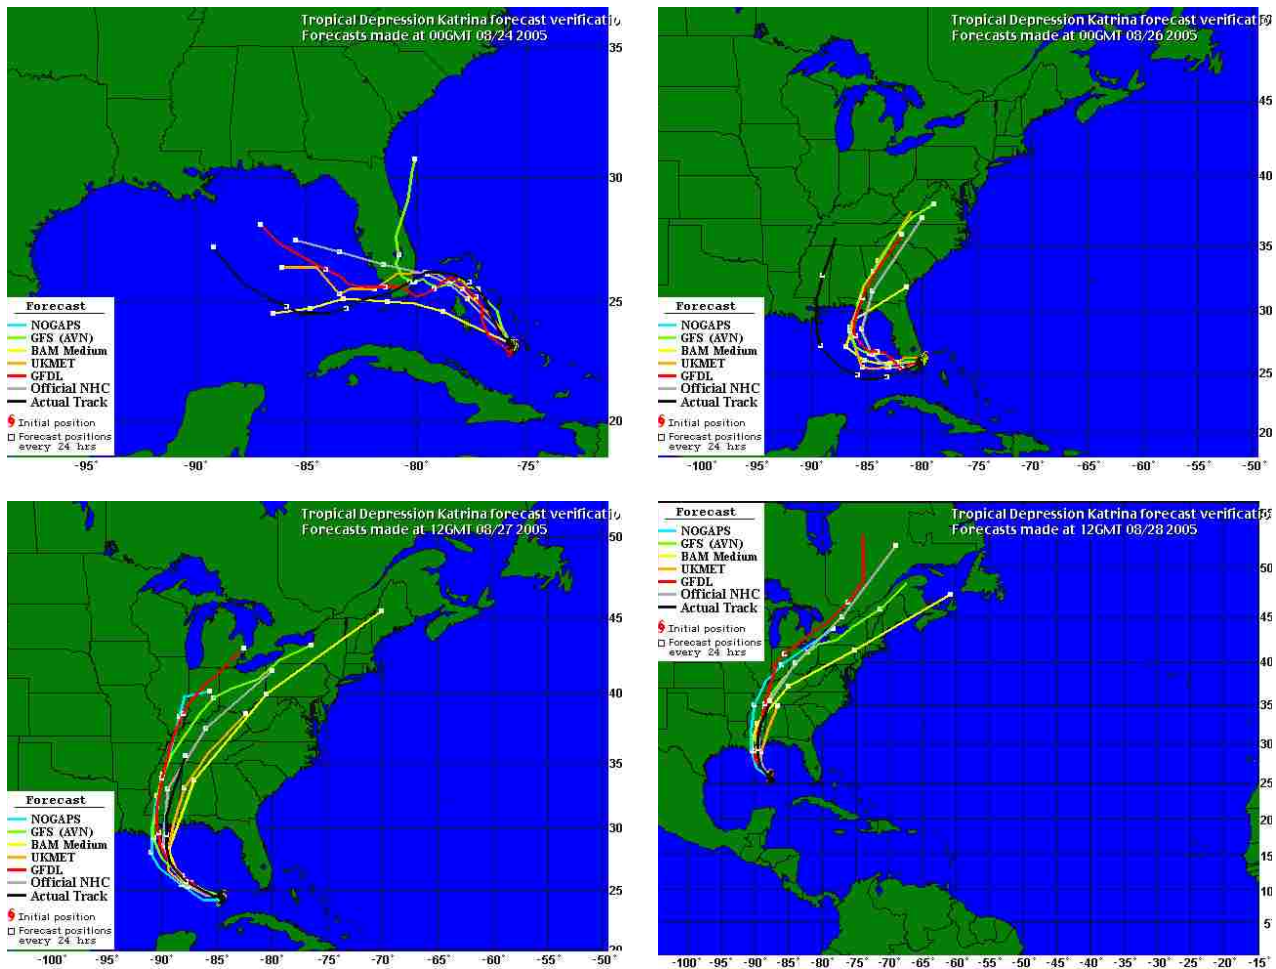 Tropical Depression Katrina forecast verificatio
Forecasts made at 00GMT 08/24 2005
35
30
25
20
Forecast
NOGAPS
GFS (AVN)
BAM Medium
UKMET
GFDL
Official NHC
Actual Track
Initial position
Forecast positions
every 24 hrs
-95° -90° -85° -80° -75°
Tropical Depression Katrina forecast verificati
Forecasts made at 00GMT 08/26 2005
45
40
35
30
25
20
Forecast
NOGAPS
GFS (AVN)
BAM Medium
UKMET
GFDL
Official NHC
Actual Track
Initial position
Forecast positions
every 24 hrs
-100° -95° -90° -85° -80° -75° -70° -65° -60° -55° -50°
Tropical Depression Katrina forecast verificatio
Forecasts made at 12GMT 08/27 2005
50
45
40
35
30
25
20
Forecast
NOGAPS
GFS (AVN)
BAM Medium
UKMET
GFDL
Official NHC
Actual Track
Initial position
Forecast positions
every 24 hrs
-100° -95° -90° -85° -80° -75° -70° -65° -60° -55° -50°
Tropical Depression Katrina forecast verificati
Forecasts made at 12GMT 08/28 2005
50
45
40
35
30
25
20
15
10
5°
Forecast
NOGAPS
GFS (AVN)
BAM Medium
UKMET
GFDL
Official NHC
Actual Track
Initial position
Forecast positions
every 24 hrs
-100° -95° -90° -85° -80° -75° -70° -65° -60° -55° -50° -45° -40° -35° -30° -25° -20° -15°